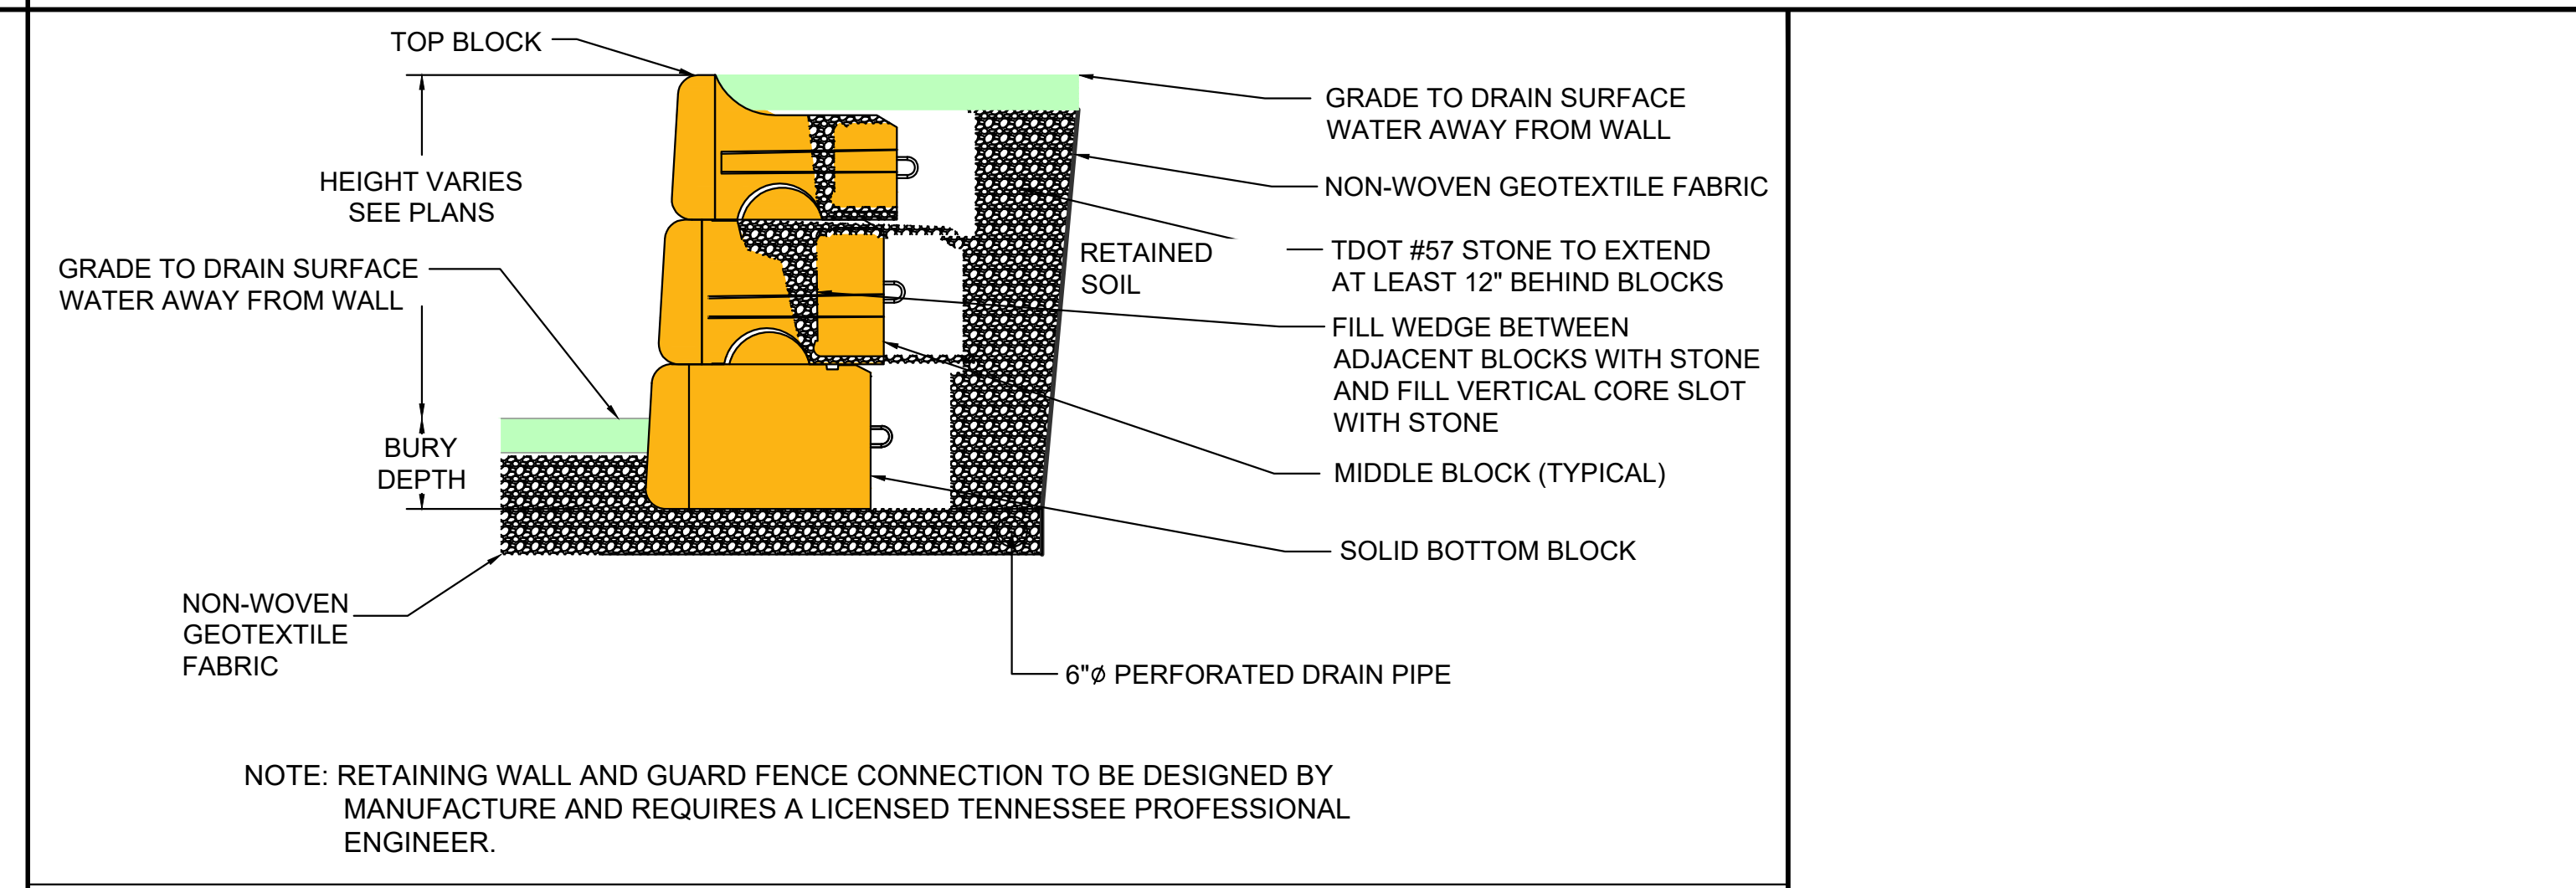 TOP BLOCK
HEIGHT VARIES
SEE PLANS
GRADE TO DRAIN SURFACE
WATER AWAY FROM WALL
BURY
DEPTH
NON-WOVEN
GEOTEXTILE
FABRIC
GRADE TO DRAIN SURFACE
WATER AWAY FROM WALL
NON-WOVEN GEOTEXTILE FABRIC
RETAINED
SOIL
TDOT #57 STONE TO EXTEND
AT LEAST 12" BEHIND BLOCKS
FILL WEDGE BETWEEN
ADJACENT BLOCKS WITH STONE
AND FILL VERTICAL CORE SLOT
WITH STONE
MIDDLE BLOCK (TYPICAL)
SOLID BOTTOM BLOCK
6"⌀ PERFORATED DRAIN PIPE
NOTE: RETAINING WALL AND GUARD FENCE CONNECTION TO BE DESIGNED BY
MANUFACTURE AND REQUIRES A LICENSED TENNESSEE PROFESSIONAL
ENGINEER.